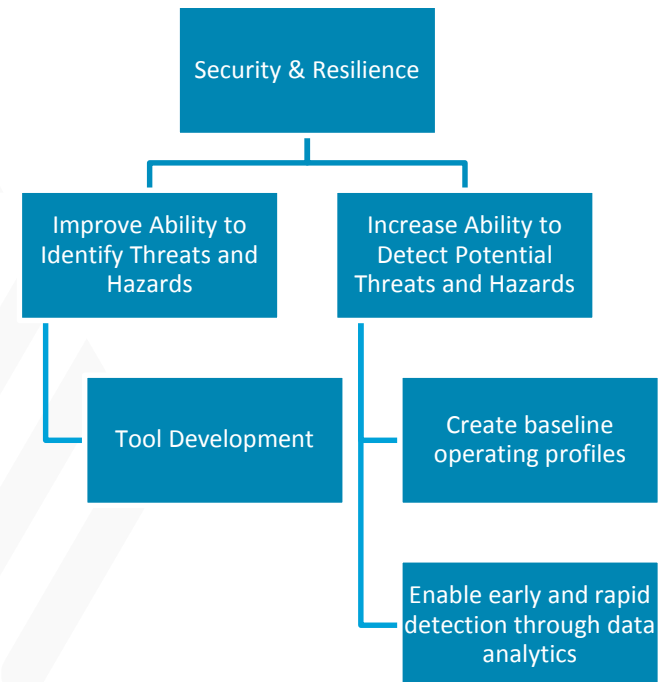 Security & Resilience
Improve Ability to
Identify Threats and
Hazards
Increase Ability to
Detect Potential
Threats and Hazards
Tool Development
Create baseline
operating profiles
Enable early and rapid
detection through data
analytics